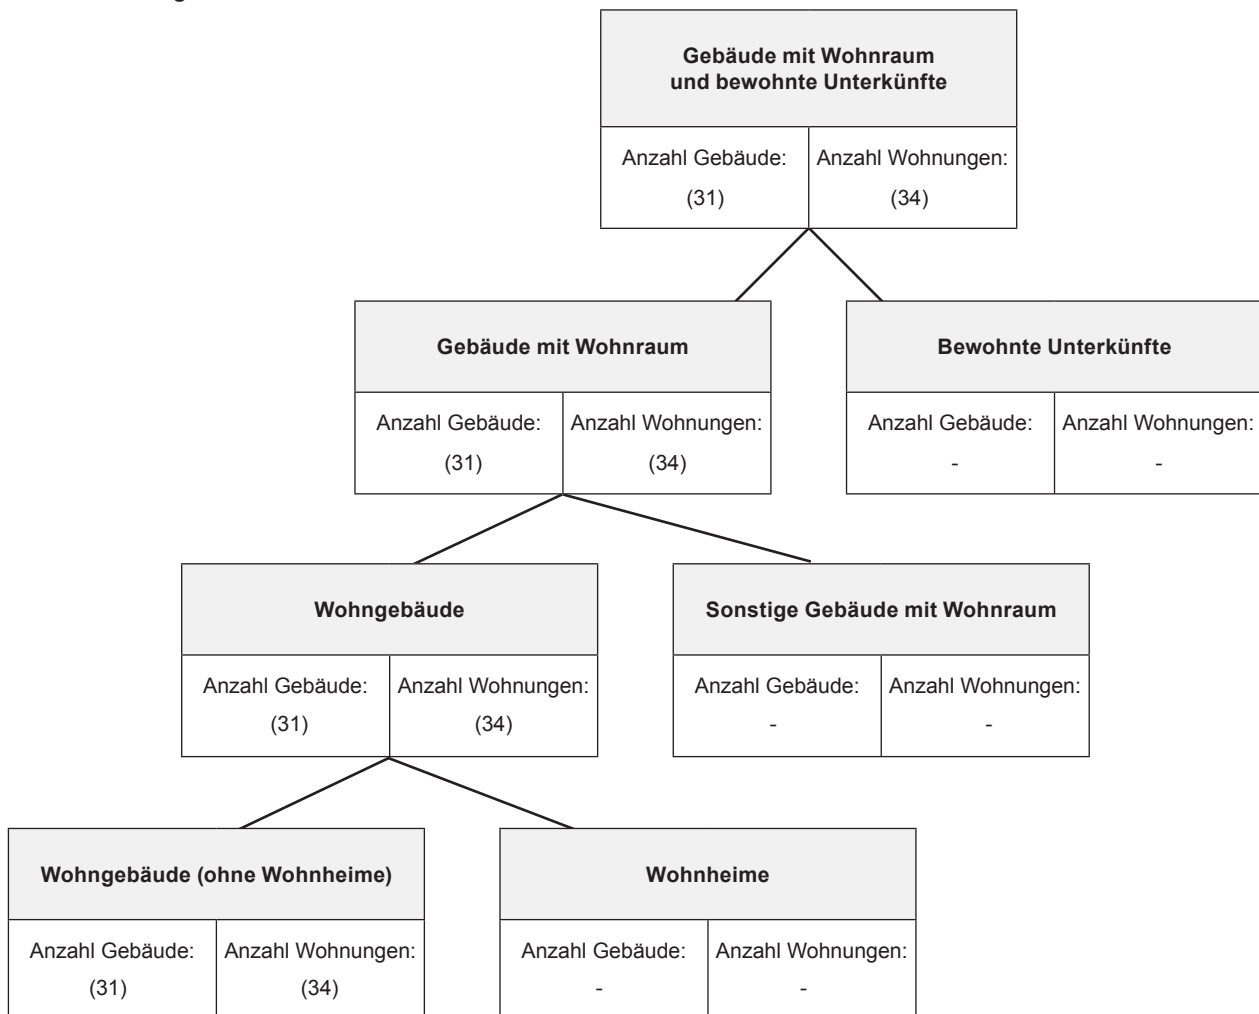 Gebäude mit Wohnraum
und bewohnte Unterkünfte
Anzahl Gebäude:
(31)
Anzahl Wohnungen:
(34)
Gebäude mit Wohnraum
Anzahl Gebäude:
(31)
Anzahl Wohnungen:
(34)
Bewohnte Unterkünfte
Anzahl Gebäude:
-
Anzahl Wohnungen:
-
Wohngebäude
Anzahl Gebäude:
(31)
Anzahl Wohnungen:
(34)
Sonstige Gebäude mit Wohnraum
Anzahl Gebäude:
-
Anzahl Wohnungen:
-
Wohngebäude (ohne Wohnheime)
Anzahl Gebäude:
(31)
Anzahl Wohnungen:
(34)
Wohnheime
Anzahl Gebäude:
-
Anzahl Wohnungen:
-